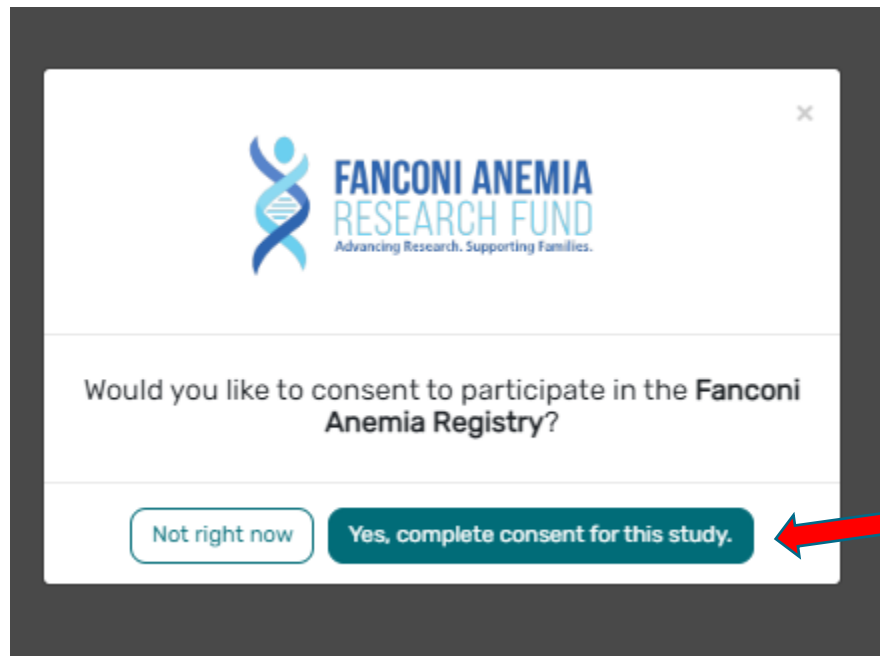 ×
FANCONI ANEMIA
RESEARCH FUND
Advancing Research. Supporting Families.
Would you like to consent to participate in the Fanconi
Anemia Registry?
Not right now
Yes, complete consent for this study.